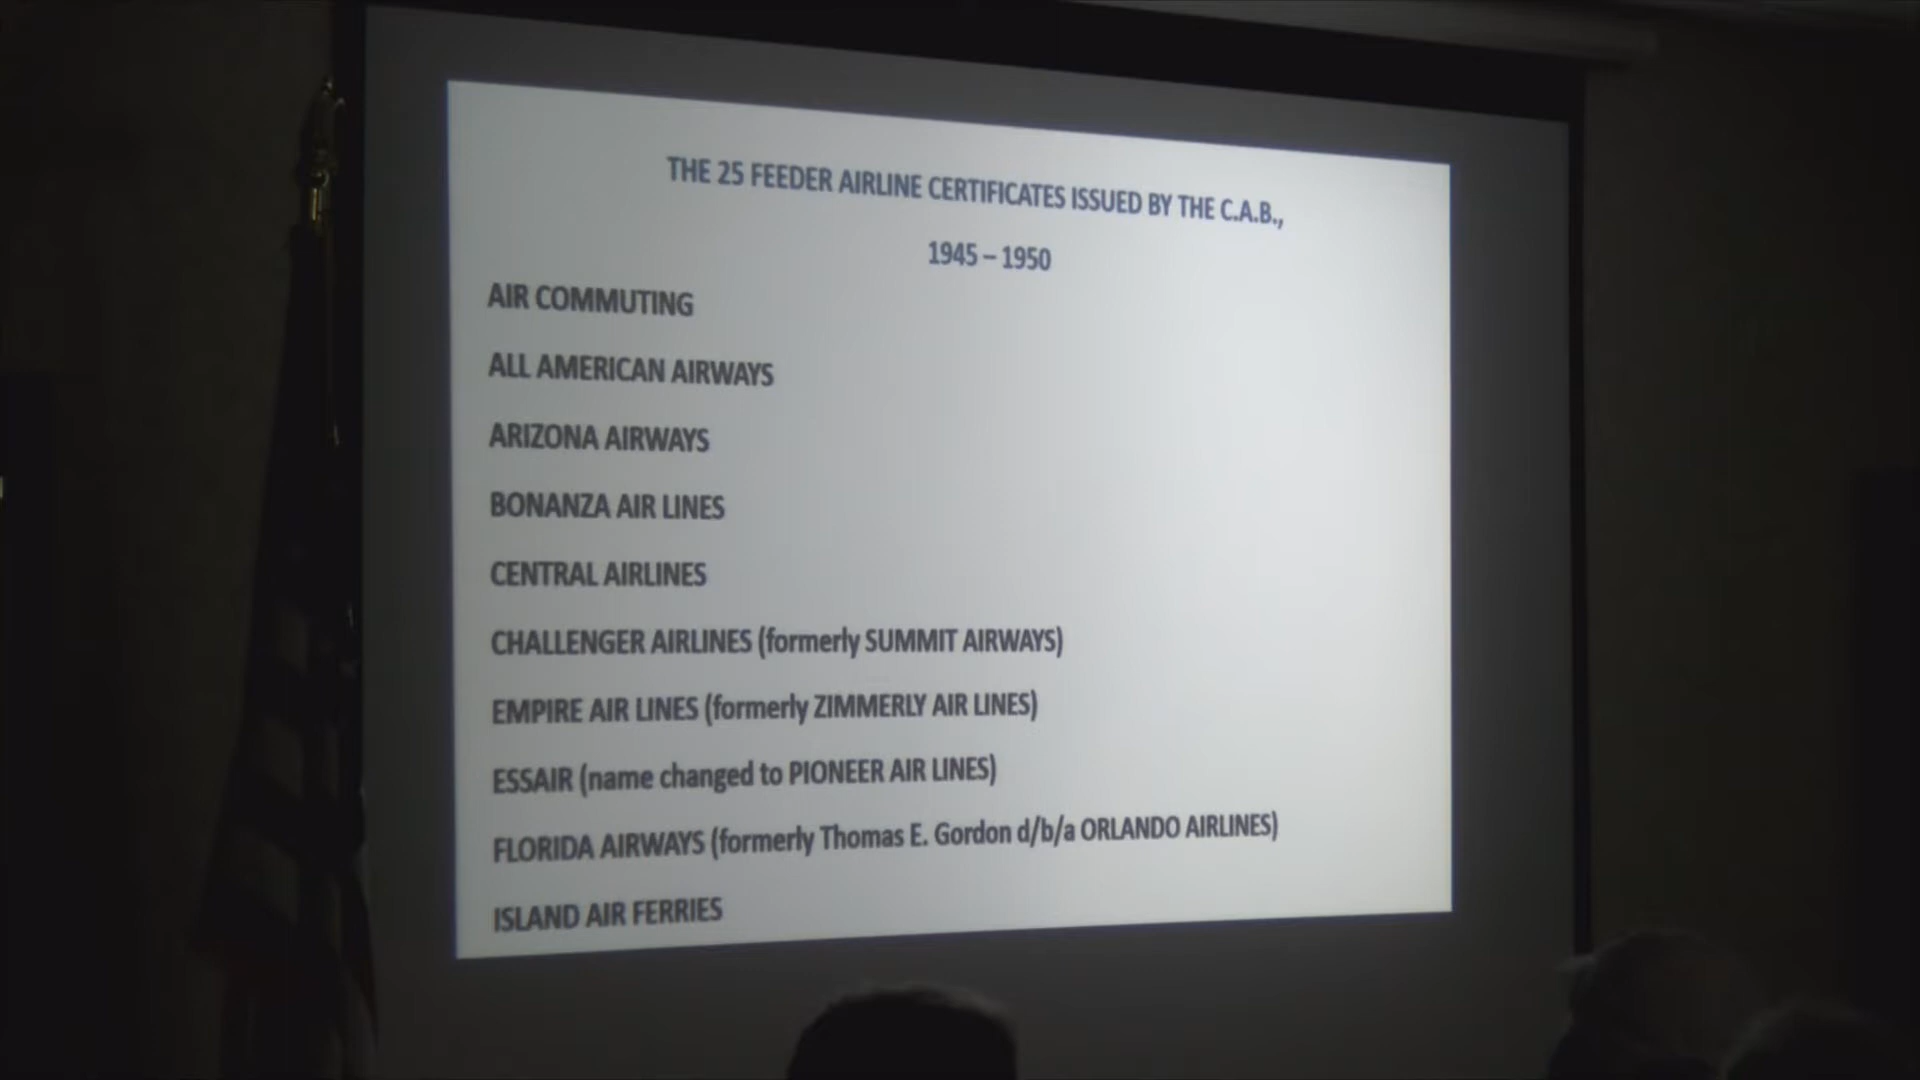 THE 25 FEEDER AIRLINE CERTIFICATES ISSUED BY THE C.A.B.,
1945 – 1950
AIR COMMUTING
ALL AMERICAN AIRWAYS
ARIZONA AIRWAYS
BONANZA AIR LINES
CENTRAL AIRLINES
CHALLENGER AIRLINES (formerly SUMMIT AIRWAYS)
EMPIRE AIR LINES (formerly ZIMMERLY AIR LINES)
ESSAIR (name changed to PIONEER AIR LINES)
FLORIDA AIRWAYS (formerly Thomas E. Gordon d/b/a ORLANDO AIRLINES)
ISLAND AIR FERRIES